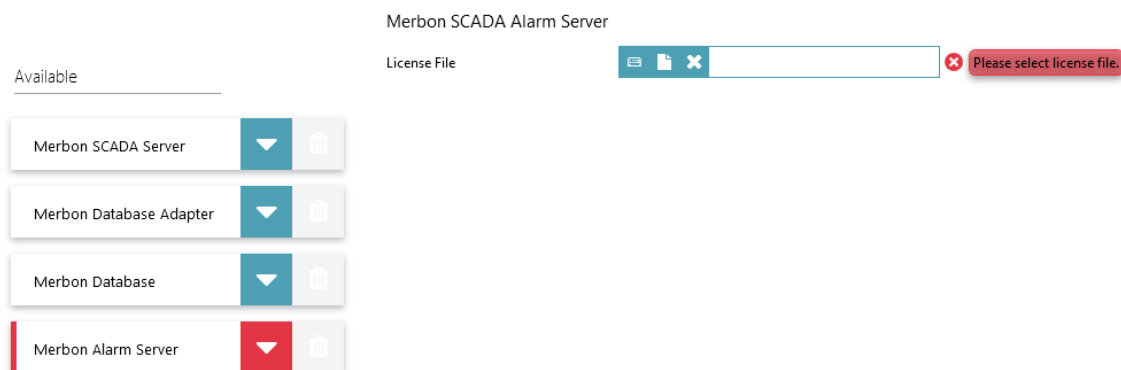 Merbon SCADA Alarm Server
License File
Please select license file.
Available
Merbon SCADA Server
Merbon Database Adapter
Merbon Database
Merbon Alarm Server